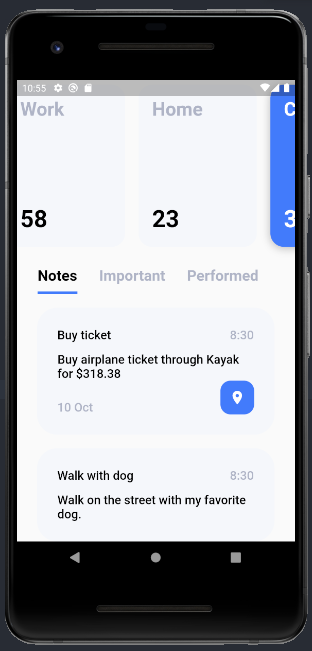 10:55
Work
Home
C
58
23
3
Notes
Important
Performed
Buy ticket
8:30
Buy airplane ticket through Kayak
for $318.38
10 Oct
Walk with dog
8:30
Walk on the street with my favorite
dog.